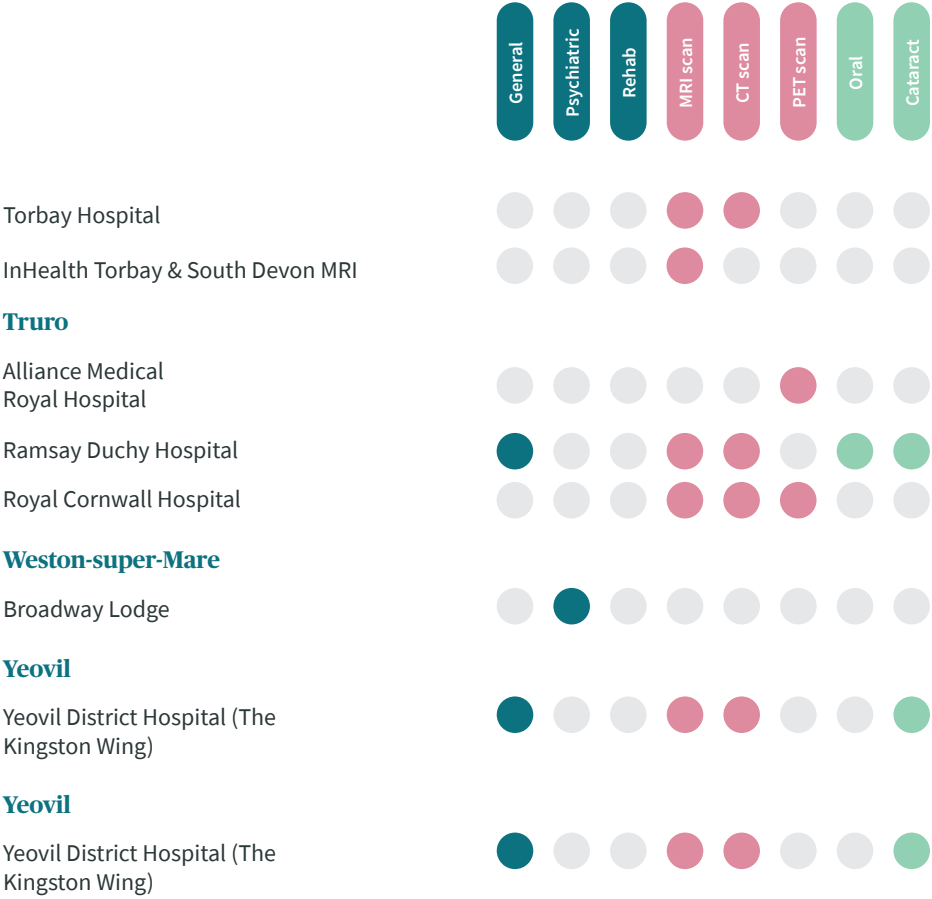 General
Psychiatric
Rehab
MRI scan
CT scan
PET scan
Oral
Cataract
Torbay Hospital
InHealth Torbay & South Devon MRI
Truro
Alliance Medical
Royal Hospital
Ramsay Duchy Hospital
Royal Cornwall Hospital
Weston-super-Mare
Broadway Lodge
Yeovil
Yeovil District Hospital (The
Kingston Wing)
Yeovil
Yeovil District Hospital (The
Kingston Wing)